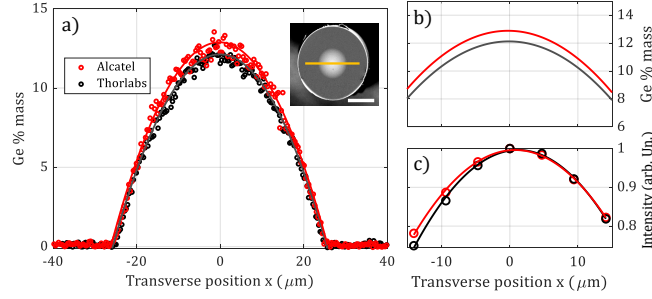 a)
Alcatel
Thorlabs
Ge % mass
15
10
5
0
-40
-20
0
20
40
Transverse position x ( μm)
b)
14
12
10
8
6
Ge % mass
c)
1
0.9
0.8
Intensity (arb. Un.)
-10
0
10
Transverse position x ( μm)